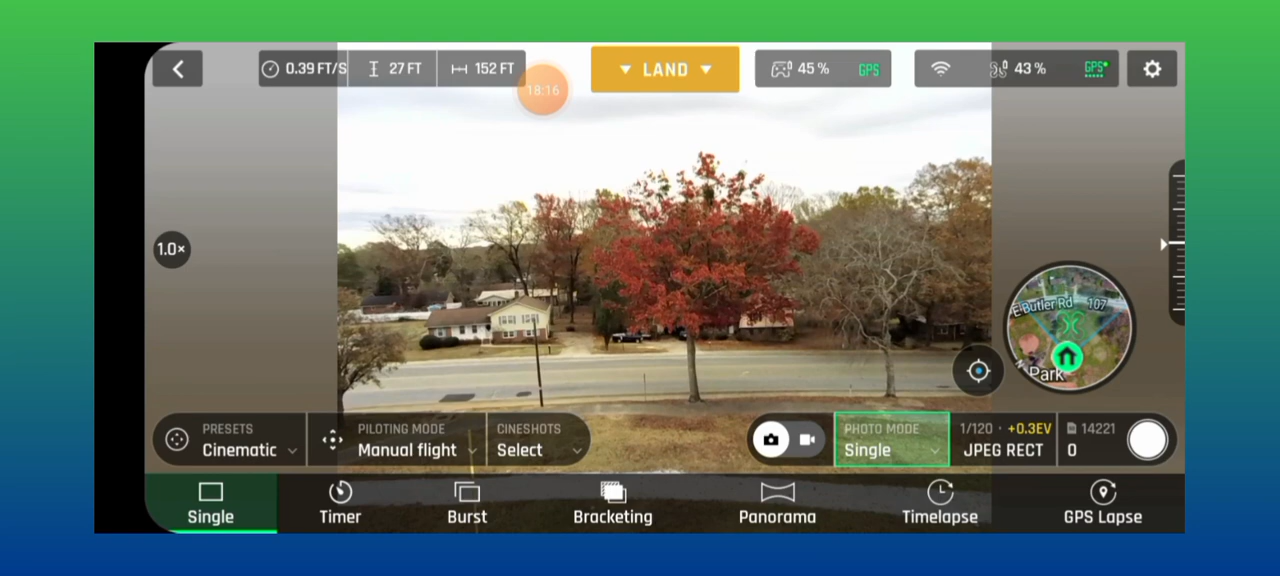 0.39 FT/S
27 FT
152 FT
LAND
45 %
GPS
43 %
GPS
18:16
1.0×
E Butler Rd 107
N
Park
PRESETS
Cinematic
PILOTING MODE
Manual flight
CINESHOTS
Select
PHOTO MODE
Single
1/120 · +0.3EV
JPEG RECT
14221
0
Single
Timer
Burst
Bracketing
Panorama
Timelapse
GPS Lapse